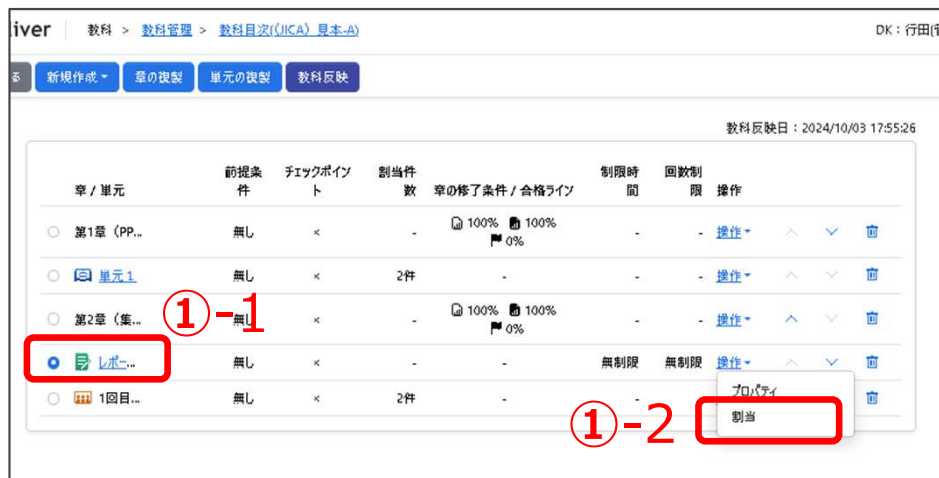 iver 教科 > 教科管理 > 教科目次((JICA) 見本-A) DK:行田(管
る 新規作成 章の複製 単元の複製 教科反映
教科反映日:2024/10/03 17:55:26
章 / 単元 前提条件 チェックポイント 割当件数 章の修了条件 / 合格ライン 制限時間 回数制限 操作
第1章(PP... 無し × - 100% 100% 0% - - 操作
単元1 無し × 2件 - - - 操作
第2章(集... 無し × - 100% 100% 0% - - 操作
①-1
レポー... 無し × - - 無制限 無制限 操作
1回目... 無し × 2件 - -
プロパティ
割当
①-2